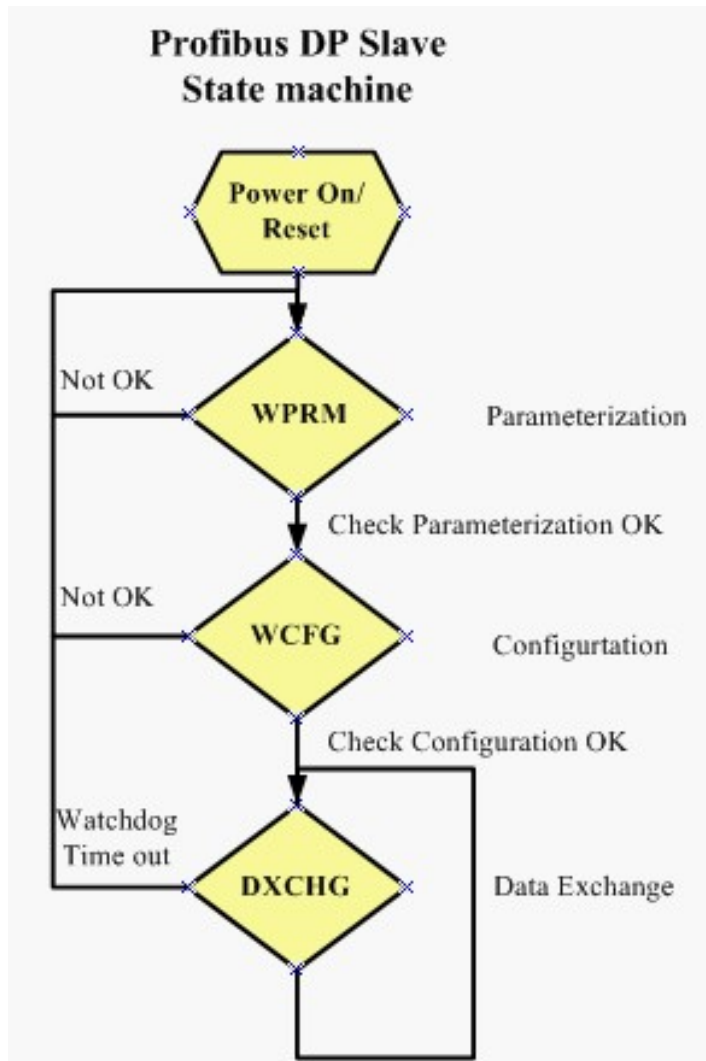 Profibus DP Slave
State machine
Power On/
Reset
Not OK
WPRM
Parameterization
Check Parameterization OK
Not OK
WCFG
Configurtation
Check Configuration OK
Watchdog
Time out
DXCHG
Data Exchange